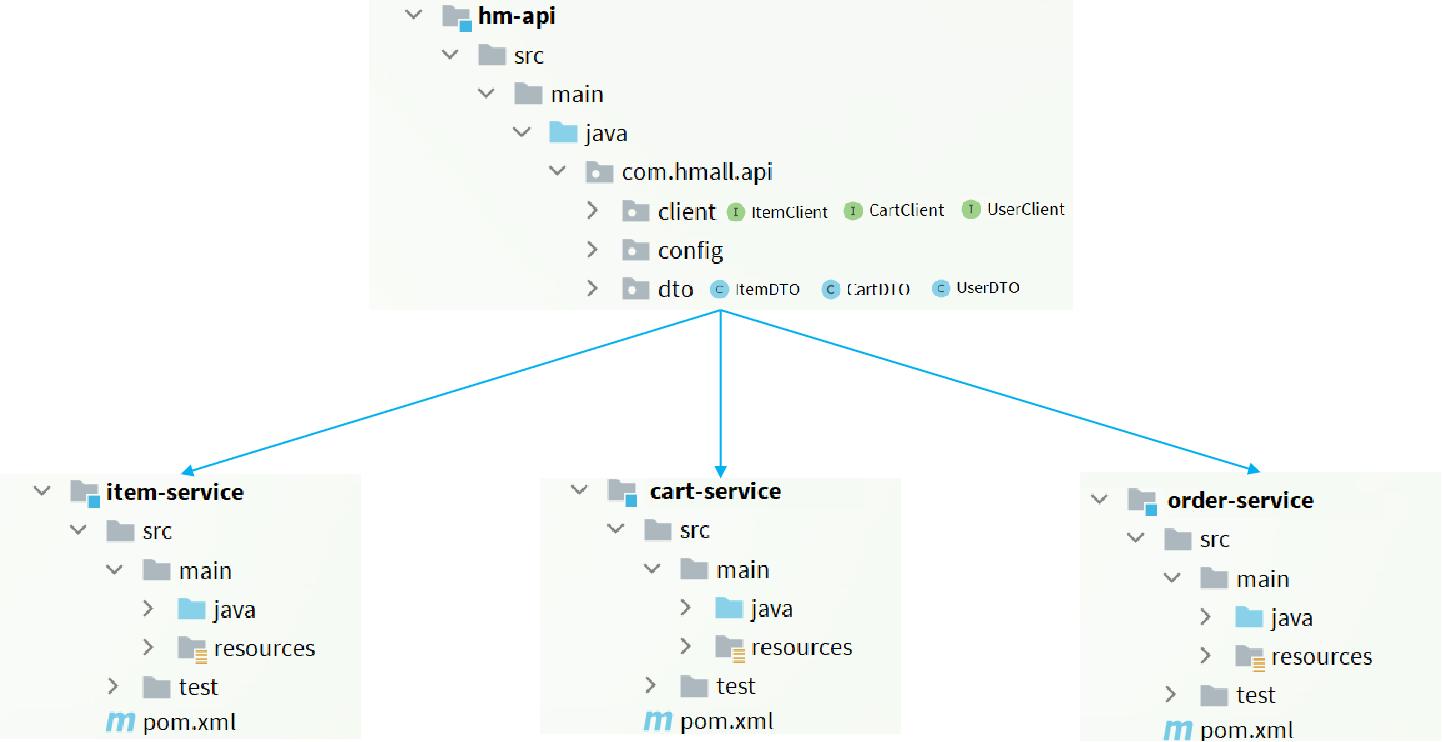 hm-api
src
main
java
com.hmall.api
client I ItemClient I CartClient I UserClient
config
dto C ItemDTO C CartDTO C UserDTO
item-service
src
main
java
resources
test
m pom.xml
cart-service
src
main
java
resources
test
m pom.xml
order-service
src
main
java
resources
test
m pom.xml